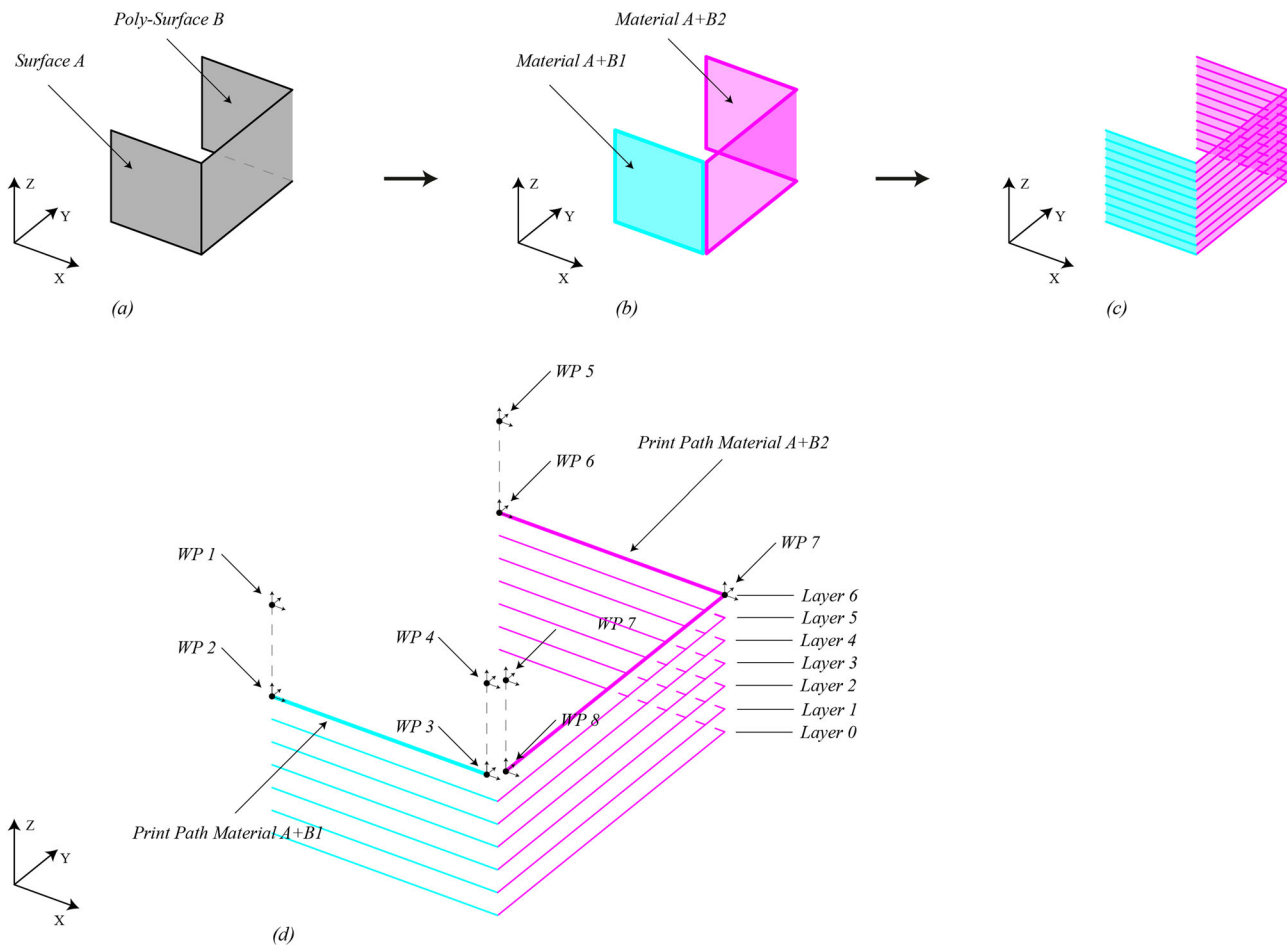 Poly-Surface B
Surface A
Z
Y
X
(a)
Material A+B2
Material A+B1
Z
Y
X
(b)
Z
Y
X
(c)
WP 5
Print Path Material A+B2
WP 6
WP 1
WP 7
Layer 6
Layer 5
WP 4
WP 7
Layer 4
WP 2
Layer 3
Layer 2
Layer 1
WP 3
WP 8
Layer 0
Print Path Material A+B1
Z
Y
X
(d)